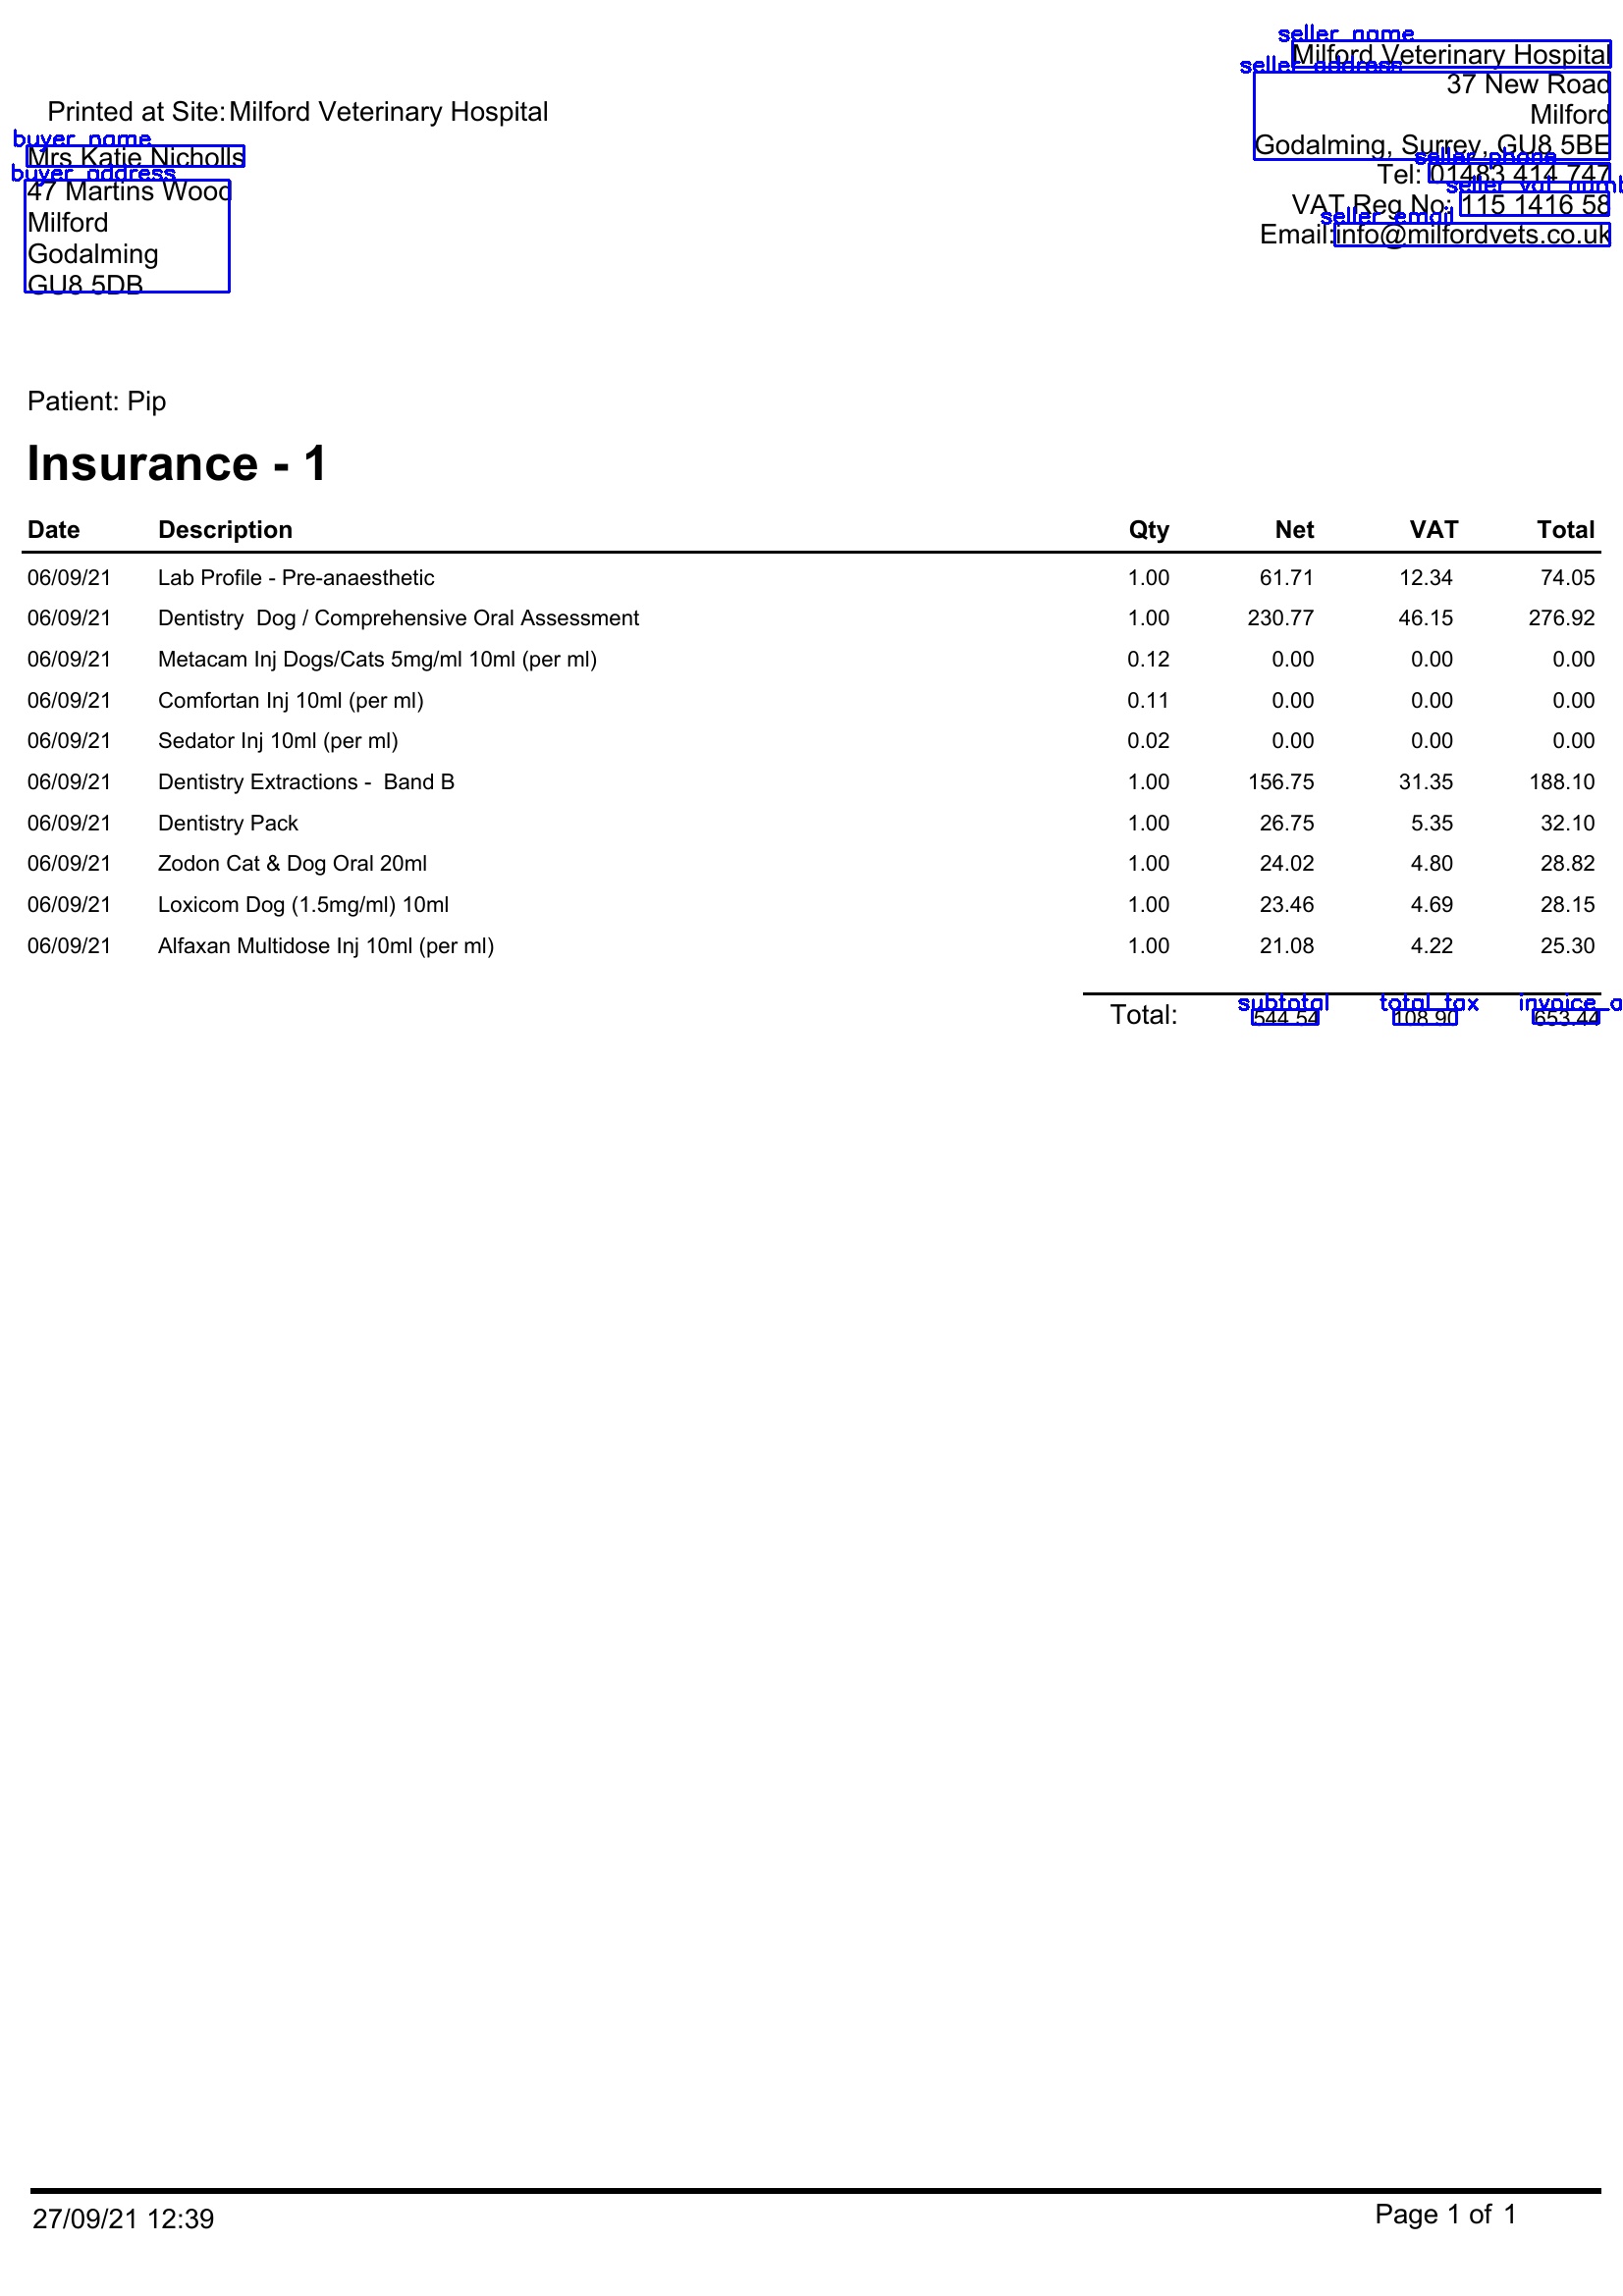 seller_name
Milford Veterinary Hospital
seller_address
37 New Road
Milford
Godalming, Surrey, GU8 5BE
seller_phone
Tel: 01483 414 747
seller_vat_numb
VAT Reg No: 115 1416 58
seller_email
Email:info@milfordvets.co.uk
Printed at Site: Milford Veterinary Hospital
buyer_name
Mrs Katie Nicholls
buyer_address
47 Martins Wood
Milford
Godalming
GU8 5DB
Patient: Pip
Insurance - 1
Date Description Qty Net VAT Total
06/09/21 Lab Profile - Pre-anaesthetic 1.00 61.71 12.34 74.05
06/09/21 Dentistry Dog / Comprehensive Oral Assessment 1.00 230.77 46.15 276.92
06/09/21 Metacam Inj Dogs/Cats 5mg/ml 10ml (per ml) 0.12 0.00 0.00 0.00
06/09/21 Comfortan Inj 10ml (per ml) 0.11 0.00 0.00 0.00
06/09/21 Sedator Inj 10ml (per ml) 0.02 0.00 0.00 0.00
06/09/21 Dentistry Extractions - Band B 1.00 156.75 31.35 188.10
06/09/21 Dentistry Pack 1.00 26.75 5.35 32.10
06/09/21 Zodon Cat & Dog Oral 20ml 1.00 24.02 4.80 28.82
06/09/21 Loxicom Dog (1.5mg/ml) 10ml 1.00 23.46 4.69 28.15
06/09/21 Alfaxan Multidose Inj 10ml (per ml) 1.00 21.08 4.22 25.30
subtotal total_tax invoice_a
Total: 544.54 108.90 653.44
27/09/21 12:39 Page 1 of 1